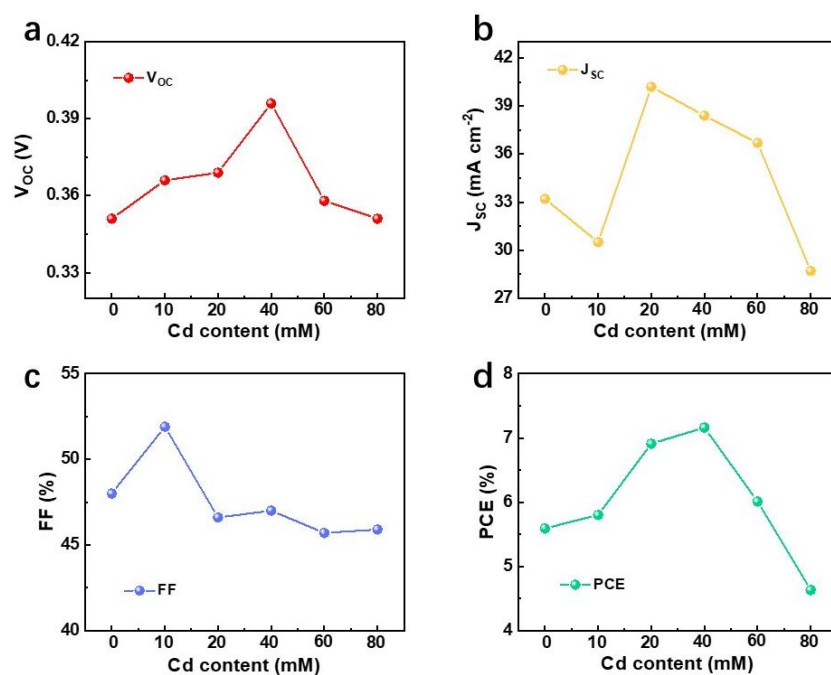 a
0.42
0.39
0.36
0.33
V_OC (V)
V_OC
0 10 20 40 60 80
Cd content (mM)
b
42
39
36
33
30
27
J_SC (mA cm⁻²)
J_SC
0 10 20 40 60 80
Cd content (mM)
c
55
50
45
40
FF (%)
FF
0 10 20 40 60 80
Cd content (mM)
d
8
7
6
5
4
PCE (%)
PCE
0 10 20 40 60 80
Cd content (mM)